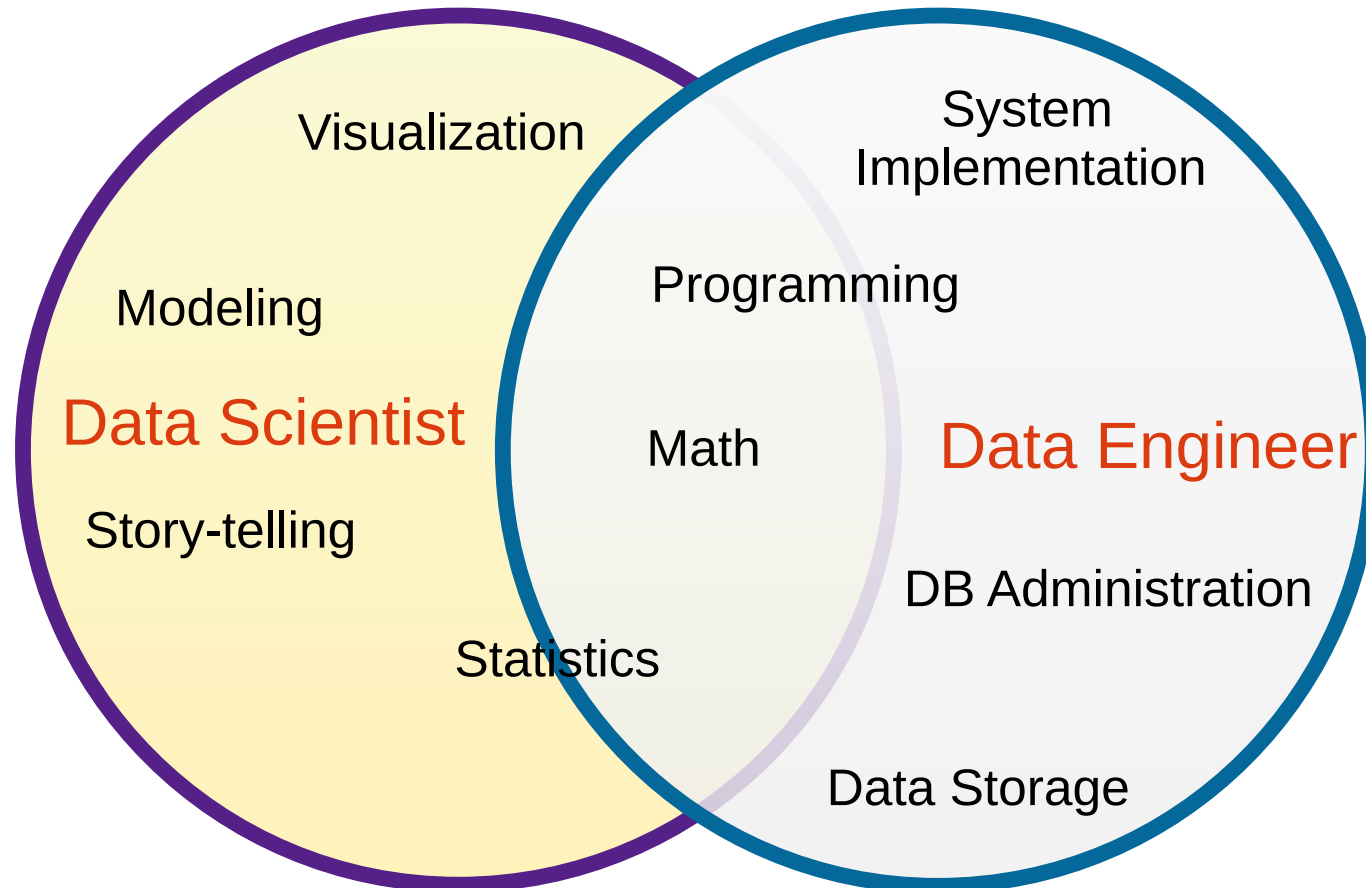 Visualization
Modeling
Data Scientist
Story-telling
Statistics
Programming
Math
System
Implementation
Data Engineer
DB Administration
Data Storage